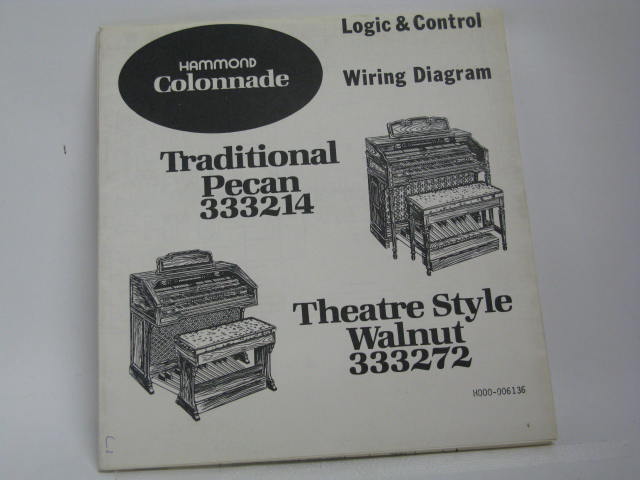 HAMMOND
Colonnade
Logic & Control
Wiring Diagram
Traditional
Pecan
333214
Theatre Style
Walnut
333272
H000-006136